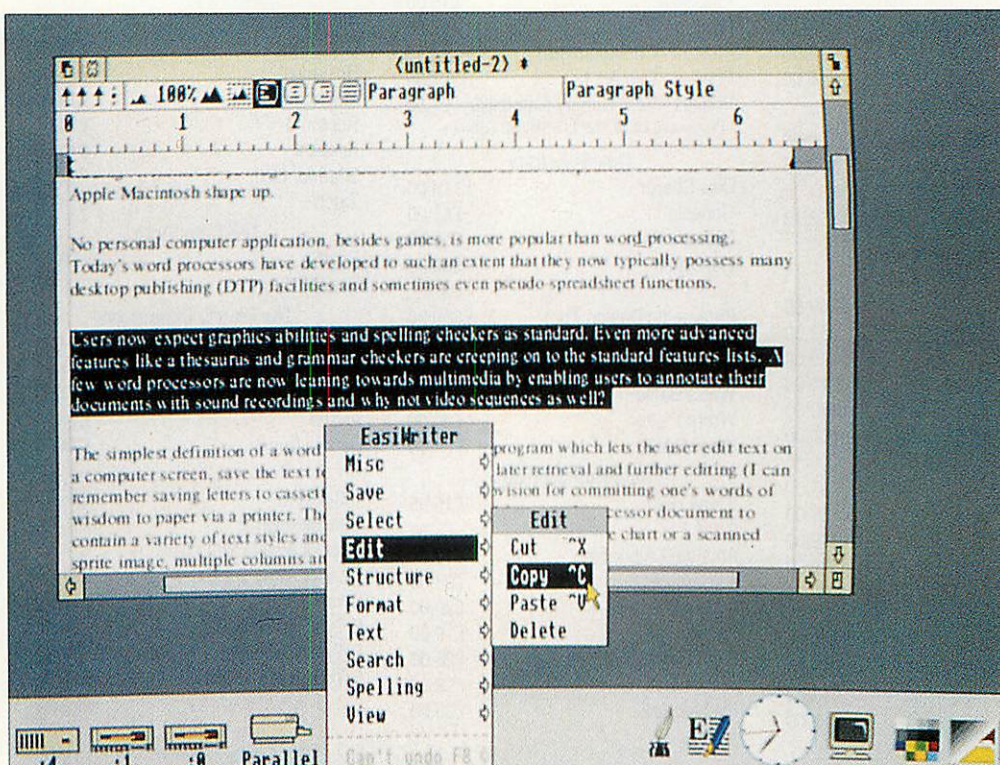 (untitled-2) *
100% Paragraph Paragraph Style
0 1 2 3 4 5 6
Apple Macintosh shape up.
No personal computer application, besides games, is more popular than word processing.
Today's word processors have developed to such an extent that they now typically possess many
desktop publishing (DTP) facilities and sometimes even pseudo-spreadsheet functions.
Users now expect graphics abilities and spelling checkers as standard. Even more advanced
features like a thesaurus and grammar checkers are creeping on to the standard features lists. A
few word processors are now leaning towards multimedia by enabling users to annotate their
documents with sound recordings and why not video sequences as well?
The simplest definition of a word program which lets the user edit text on
a computer screen, save the text later retrieval and further editing (I can
remember saving letters to for committing one's words of
wisdom to paper via a printer. document to
contain a variety of text styles and chart or a scanned
sprite image, multiple columns
EasiWriter
Misc
Save
Select
Edit
Structure
Format
Text
Search
Spelling
View
Can't undo F8
Edit
Cut ^X
Copy ^C
Paste ^V
Delete
:4 :1 :0 Parallel